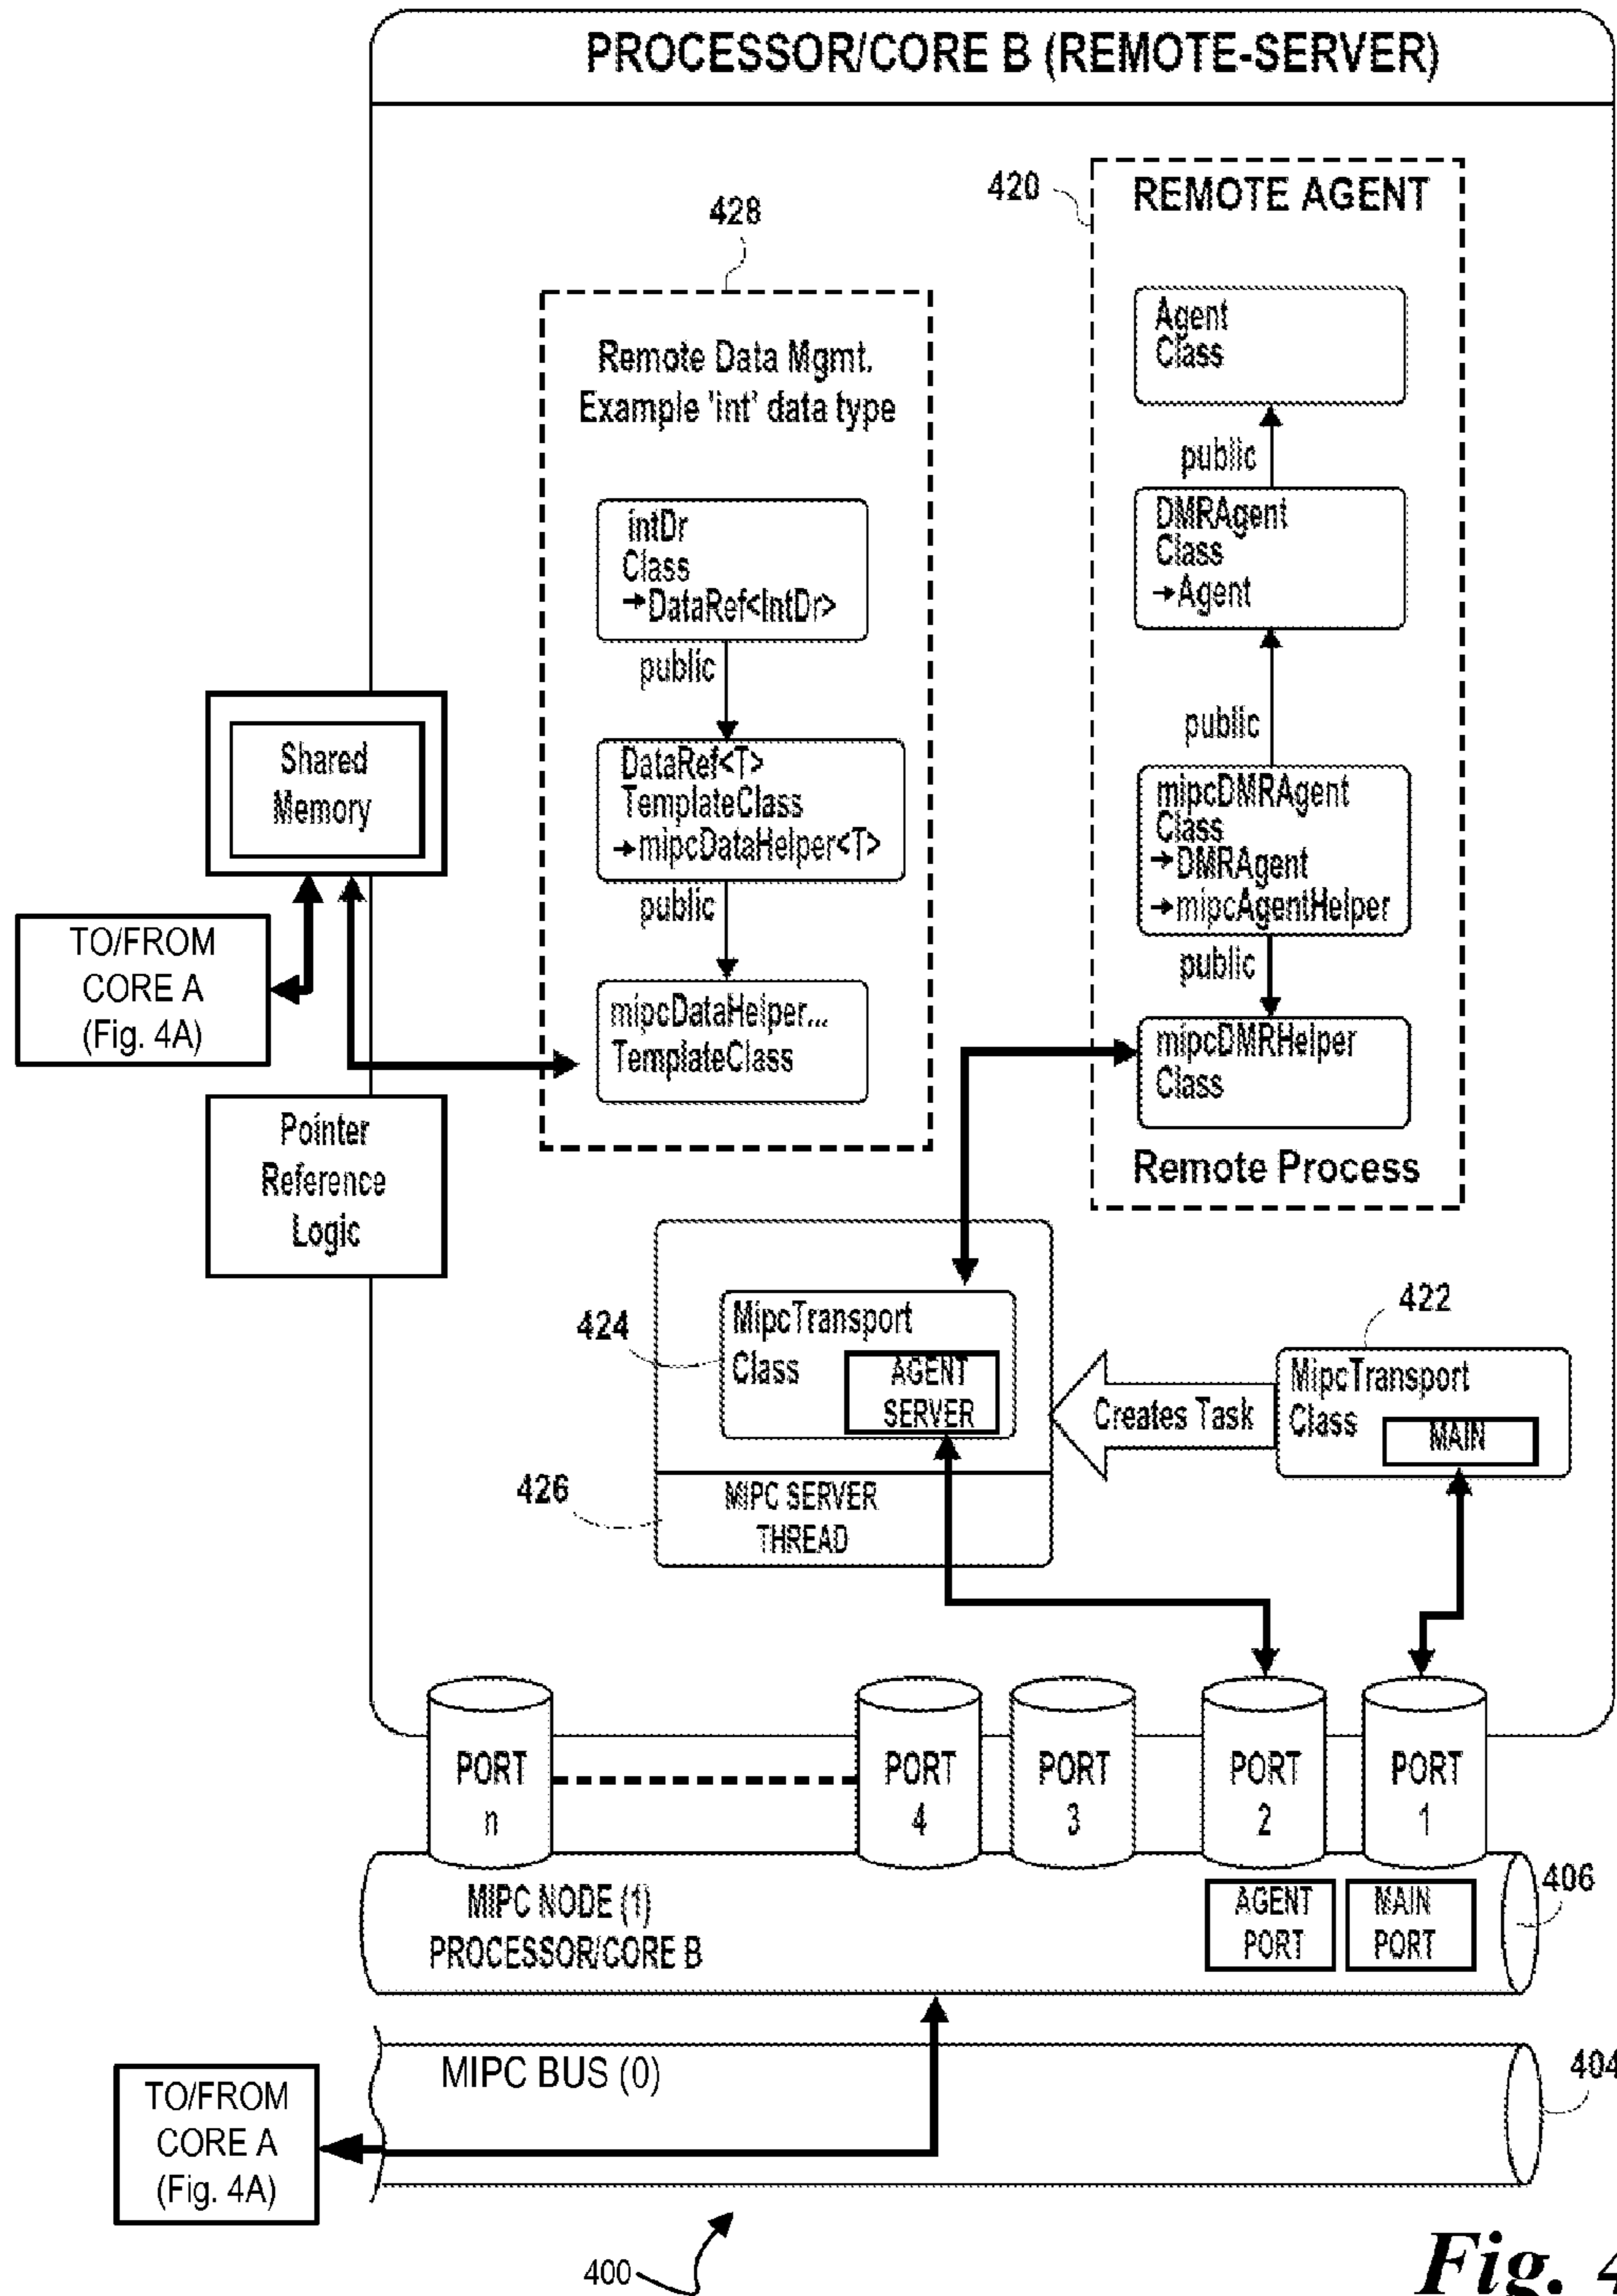 PROCESSOR/CORE B (REMOTE-SERVER)
428
Remote Data Mgmt.
Example 'int' data type
intDr
Class
→DataRef<IntDr>
public
DataRef<T>
TemplateClass
→mipcDataHelper<T>
public
mipcDataHelper...
TemplateClass
420
REMOTE AGENT
Agent
Class
public
DMRAgent
Class
→Agent
public
mipcDMRAgent
Class
→DMRAgent
→mipcAgentHelper
public
mipcDMRHelper
Class
Remote Process
Shared
Memory
TO/FROM
CORE A
(Fig. 4A)
Pointer
Reference
Logic
424
MipcTransport
Class
AGENT
SERVER
426
MIPC SERVER
THREAD
Creates Task
422
MipcTransport
Class
MAIN
PORT
n
PORT
4
PORT
3
PORT
2
PORT
1
MIPC NODE (1)
PROCESSOR/CORE B
AGENT
PORT
MAIN
PORT
406
MIPC BUS (0)
404
TO/FROM
CORE A
(Fig. 4A)
400
Fig. 4